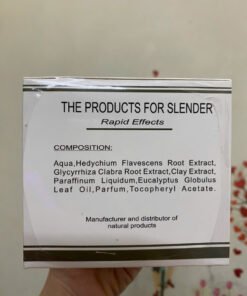 THE PRODUCTS FOR SLENDER
Rapid Effects
COMPOSITION:
Aqua,Hedychium Flavescens Root Extract,
Glycyrrhiza Clabra Root Extract,Clay Extract,
Paraffinum Liquidum,Eucalyptus Globulus
Leaf Oil,Parfum,Tocopheryl Acetate.
Manufacturer and distributor of
natural products